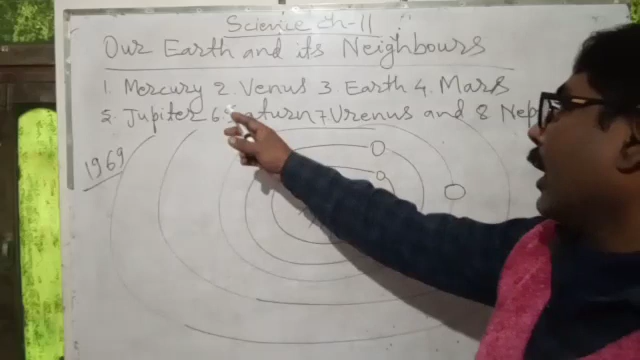 Science Ch-11
Our Earth and its Neighbours
1. Mercury 2. Venus 3. Earth 4. Mars
5. Jupiter 6. Saturn 7. Urenus and 8 Nep
1969